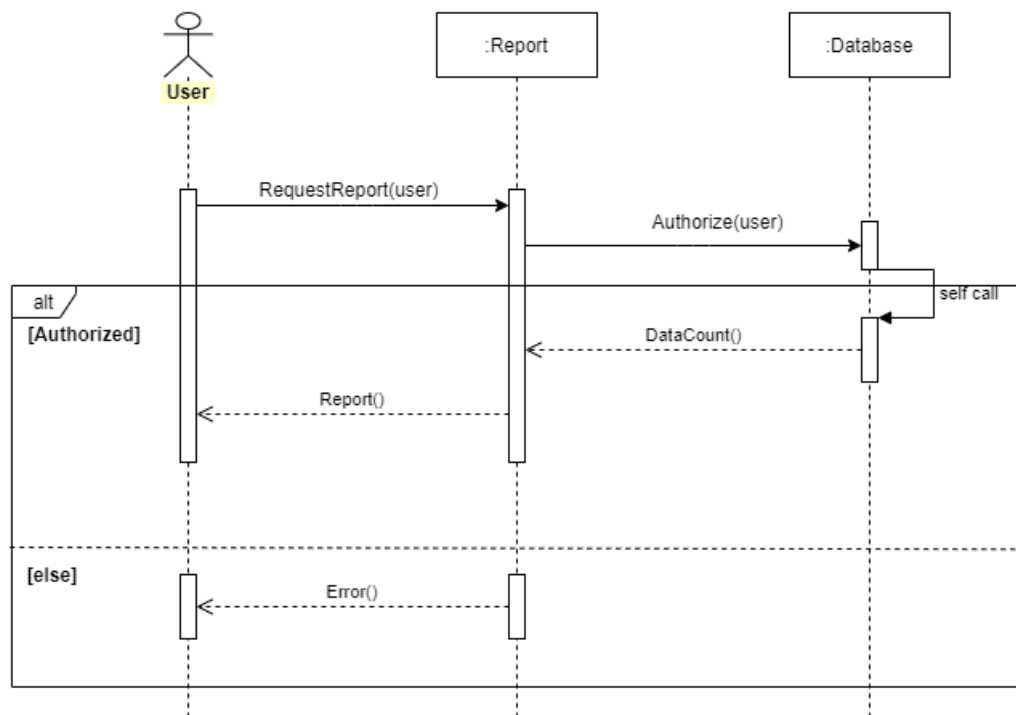 :Report
:Database
User
RequestReport(user)
Authorize(user)
alt
self call
[Authorized]
DataCount()
Report()
[else]
Error()